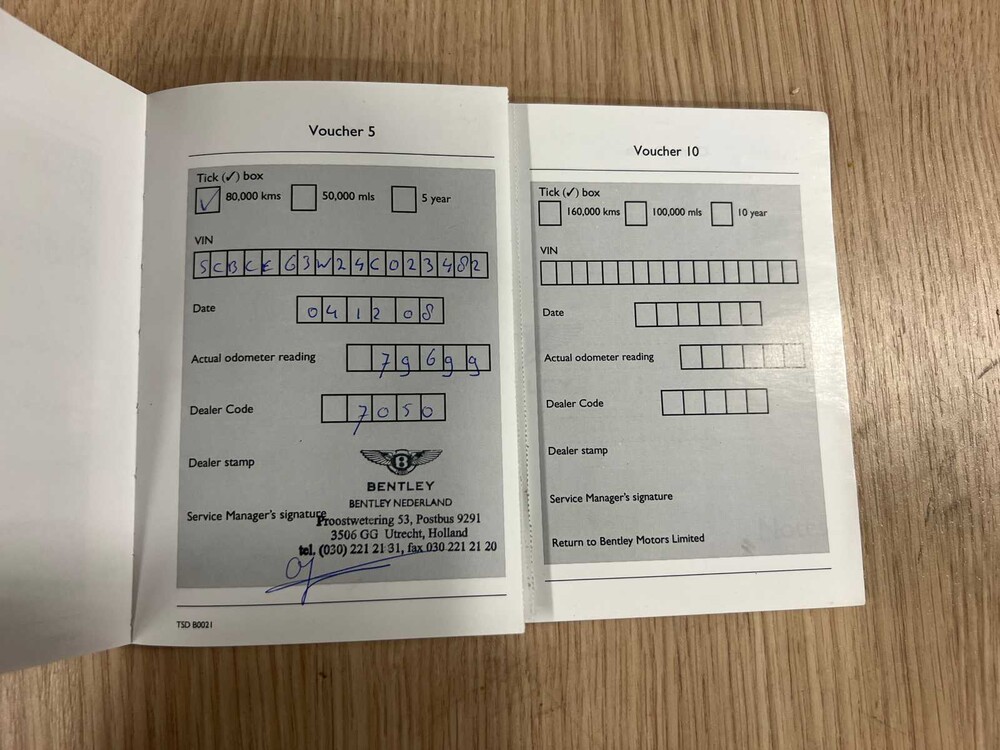 Voucher 5
Tick (✓) box
✓ 80,000 kms 50,000 mls 5 year
VIN
SCBCE63W24C023482
Date
041208
Actual odometer reading
79699
Dealer Code
7050
Dealer stamp
B
BENTLEY
BENTLEY NEDERLAND
Service Manager's signature
Proostwetering 53, Postbus 9291
3506 GG Utrecht, Holland
tel. (030) 221 21 31, fax 030 221 21 20
TSD B0021
Voucher 10
Tick (✓) box
160,000 kms 100,000 mls 10 year
VIN
Date
Actual odometer reading
Dealer Code
Dealer stamp
Service Manager's signature
Return to Bentley Motors Limited